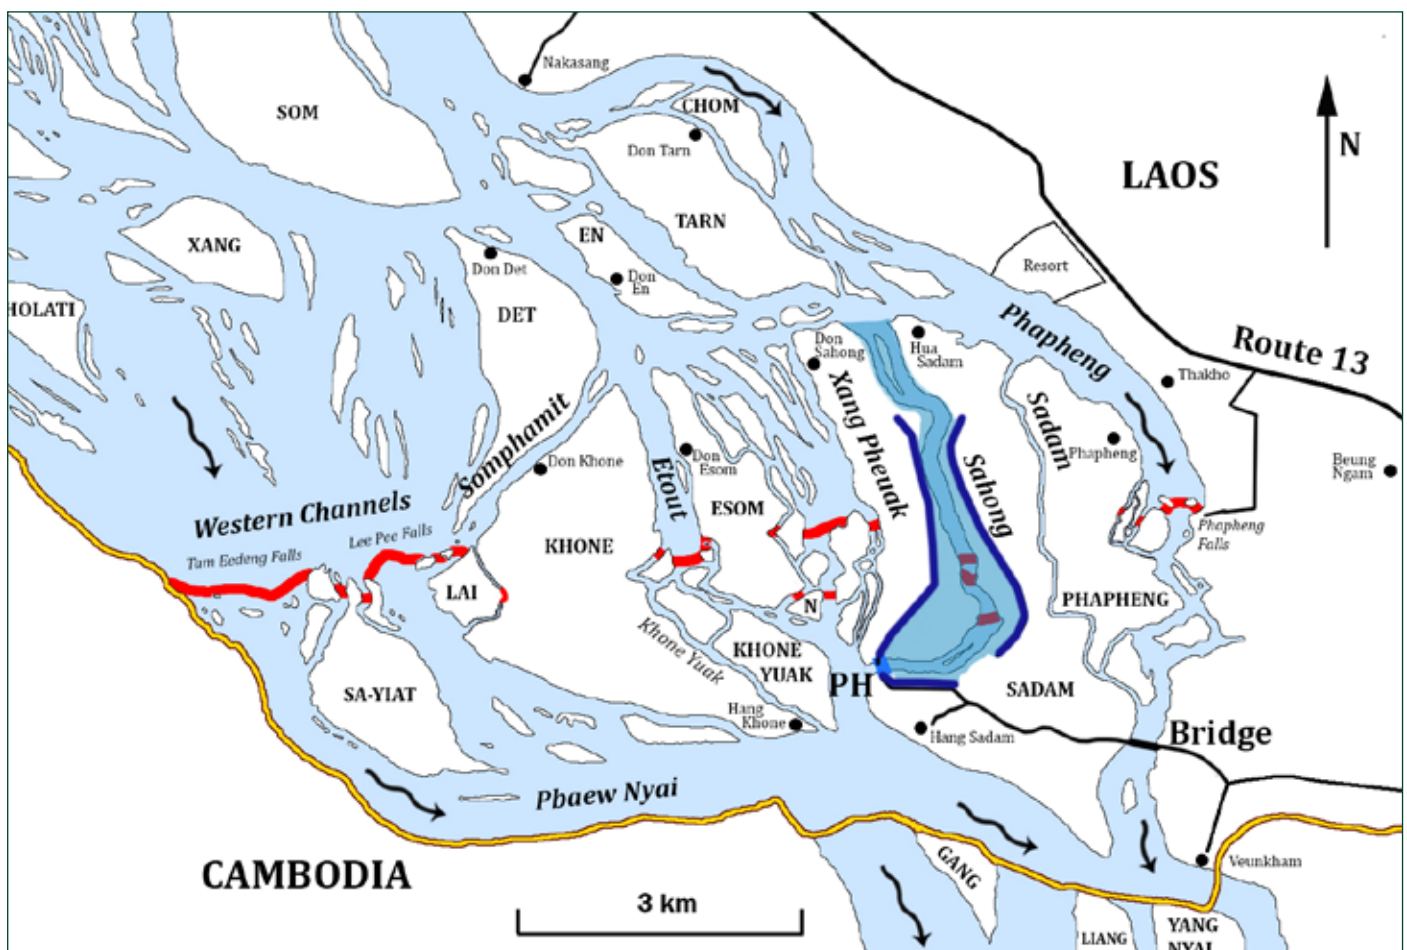 Nakasang
CHOM
SOM
Don Tarn
N
LAOS
TARN
XANG
EN
Don Det
Don
En
Resort
HOLATI
DET
Phapheng
Don
Sahong
Hua
Sadam
Route 13
Thakho
Xang Pheuak
Sadam
Somphamit
Phapheng
Don Khone
Etout
Don
Esom
Sahong
Beung
Ngam
Western Channels
ESOM
Phapheng
Falls
Tam Eedeng Falls
Lee Pee Falls
KHONE
LAI
N
PHAPHENG
Khone Yuak
KHONE
YUAK
PH
SADAM
SA-YIAT
Hang
Khone
Hang Sadam
Bridge
Pbaew Nyai
CAMBODIA
GANG
Veunkham
3 km
LIANG
YANG
NYAI